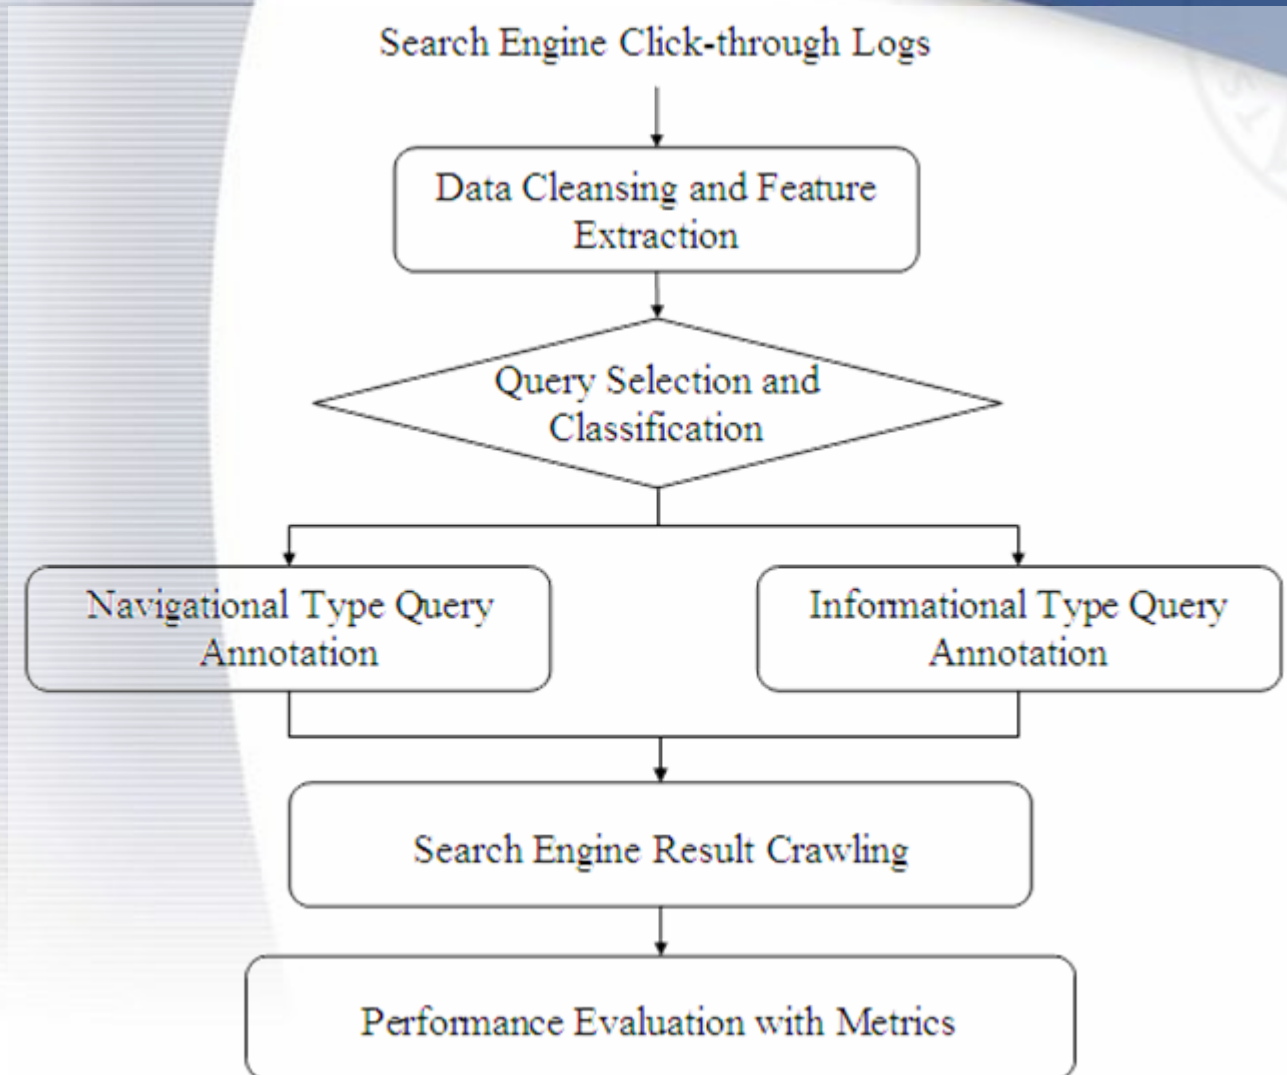 Search Engine Click-through Logs
Data Cleansing and Feature
Extraction
Query Selection and
Classification
Navigational Type Query
Annotation
Informational Type Query
Annotation
Search Engine Result Crawling
Performance Evaluation with Metrics